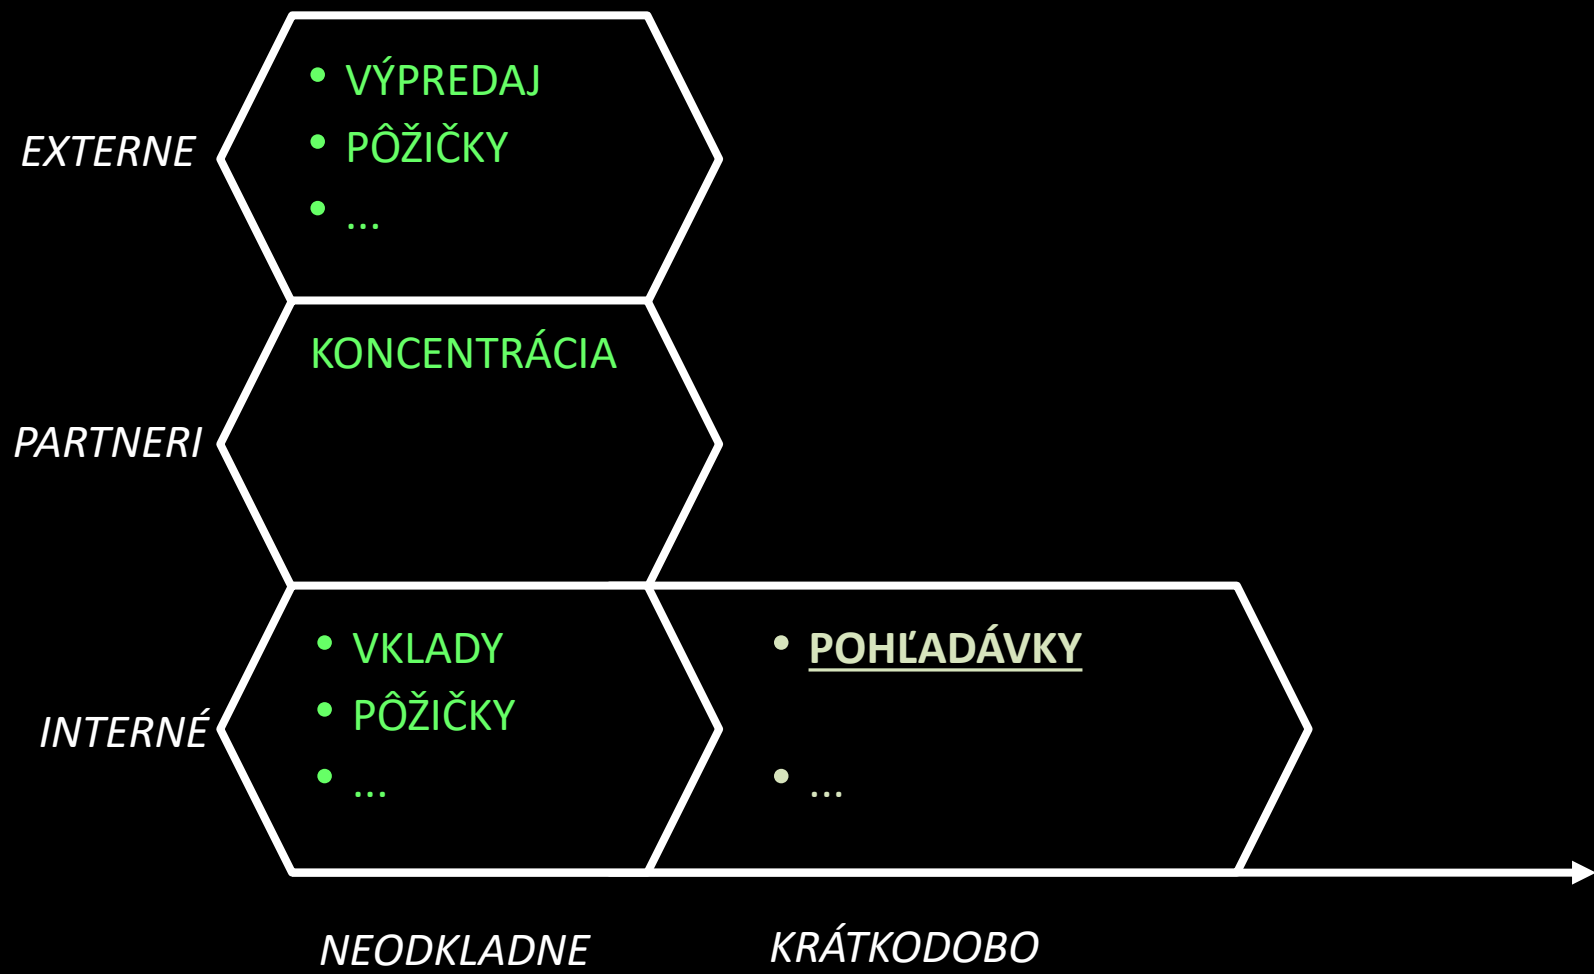 EXTERNE
• VÝPREDAJ
• PÔŽIČKY
• ...
PARTNERI
KONCENTRÁCIA
INTERNÉ
• VKLADY
• PÔŽIČKY
• ...
• POHĽADÁVKY
• ...
NEODKLADNE
KRÁTKODOBO